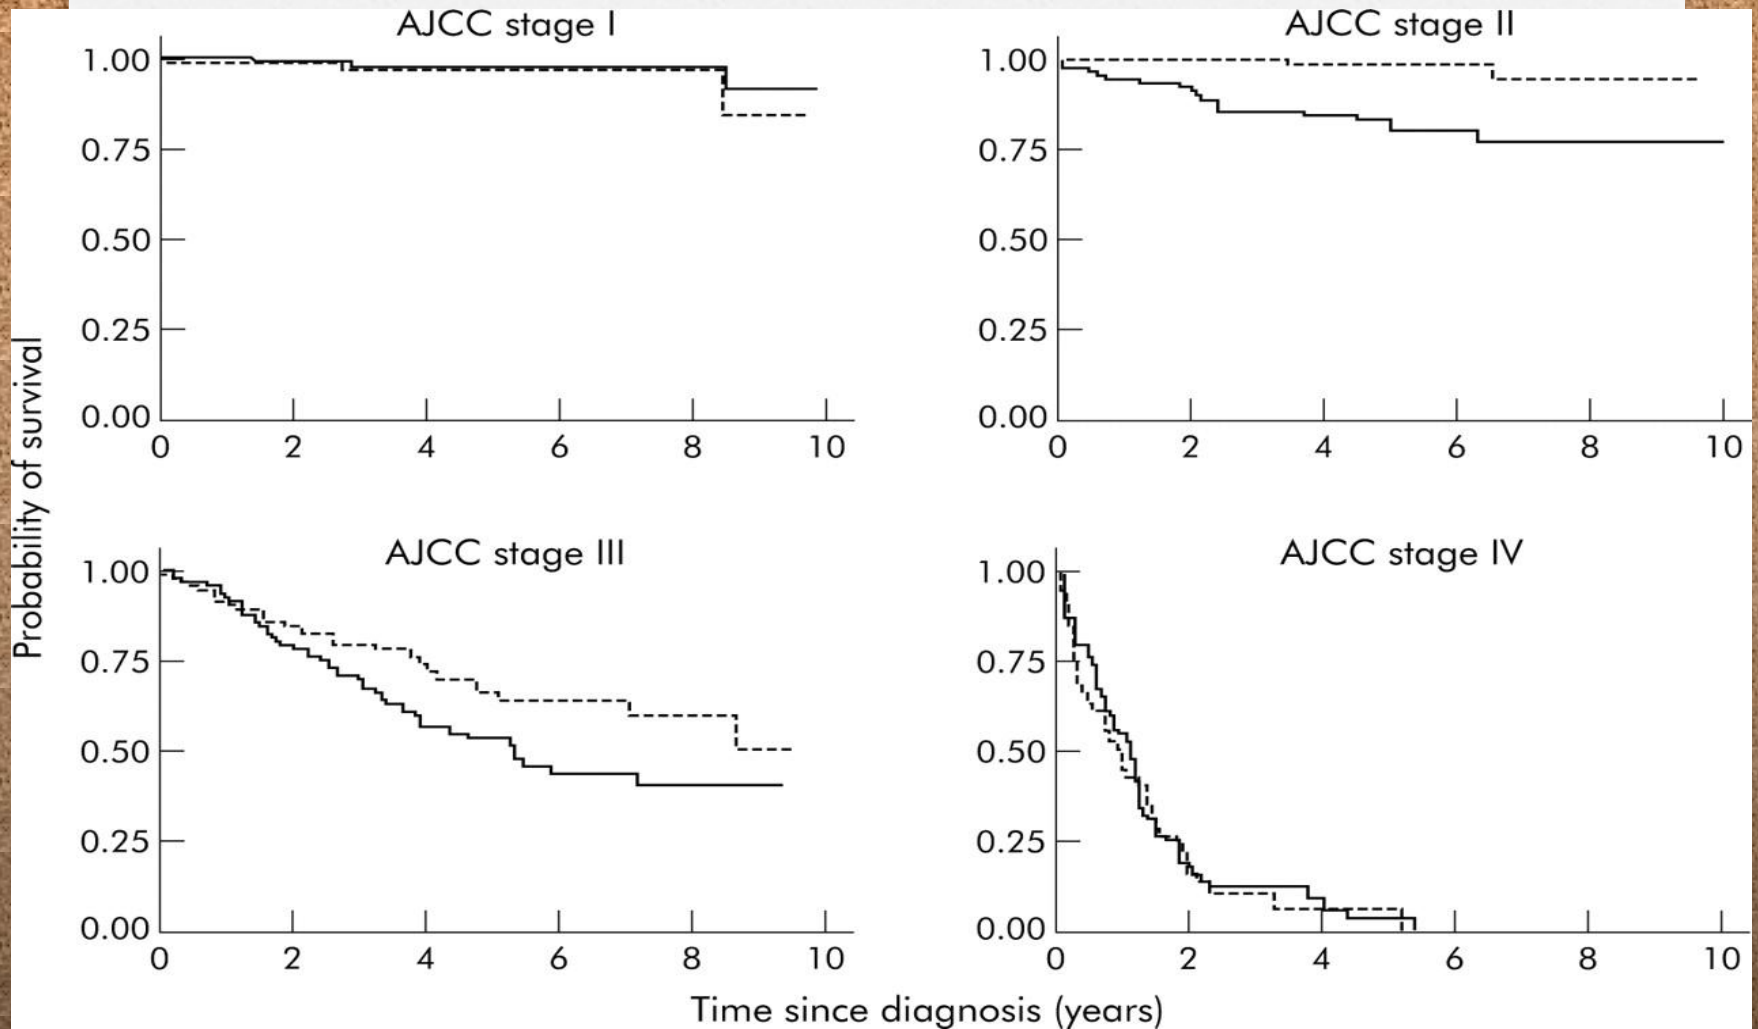 AJCC stage I
1.00
0.75
0.50
0.25
0.00
0 2 4 6 8 10
AJCC stage II
1.00
0.75
0.50
0.25
0.00
0 2 4 6 8 10
Probability of survival
AJCC stage III
1.00
0.75
0.50
0.25
0.00
0 2 4 6 8 10
AJCC stage IV
1.00
0.75
0.50
0.25
0.00
0 2 4 6 8 10
Time since diagnosis (years)